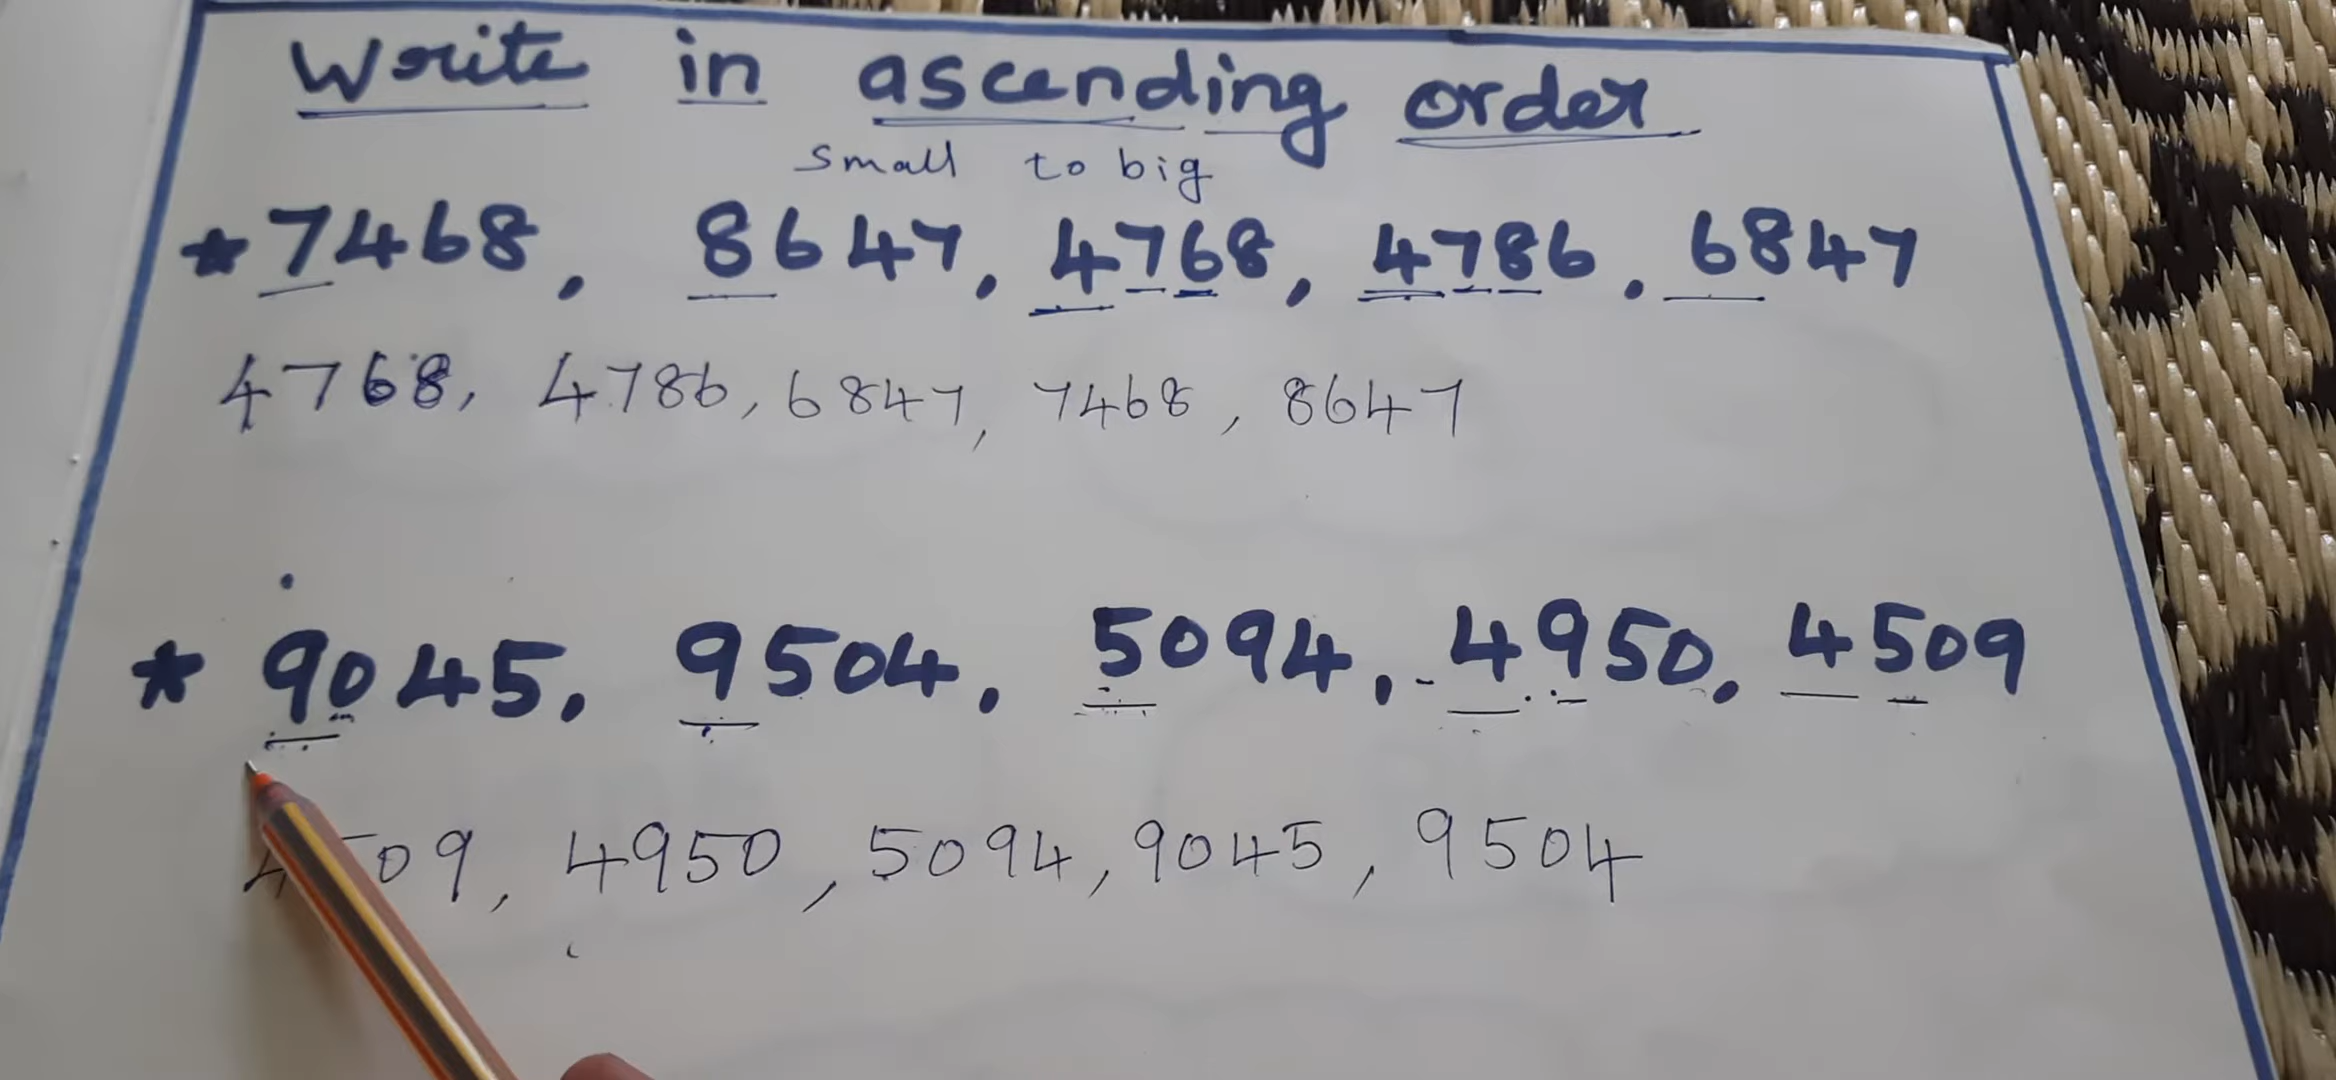 Write in ascending order
small to big
* 7468, 8647, 4768, 4786, 6847
4768, 4786, 6847, 7468, 8647
* 9045, 9504, 5094, 4950, 4509
4950, 5094, 9045, 9504